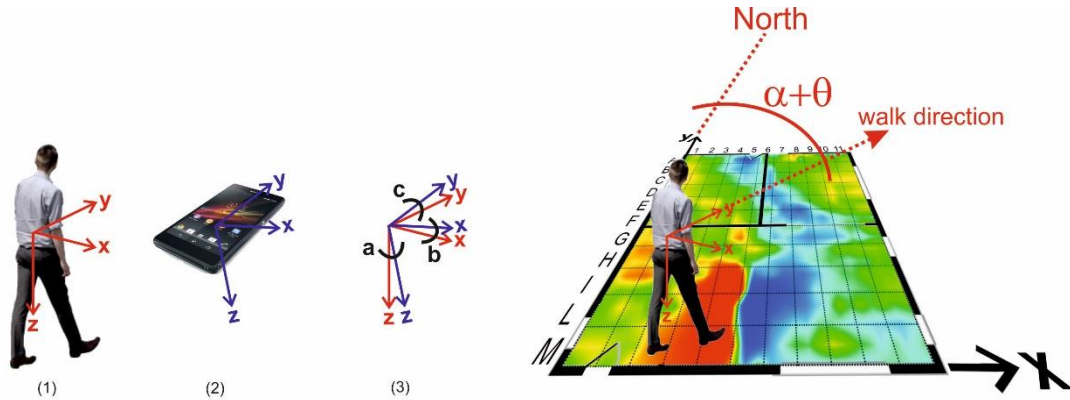 y
x
z
(1)
y
x
z
(2)
c
y
y
x
x
b
a
z
z
(3)
North
α+θ
walk direction
y
1 2 3 4 5 6 7 8 9 10 11
C
D
E
F
G
H
I
L
M
y
x
z
X